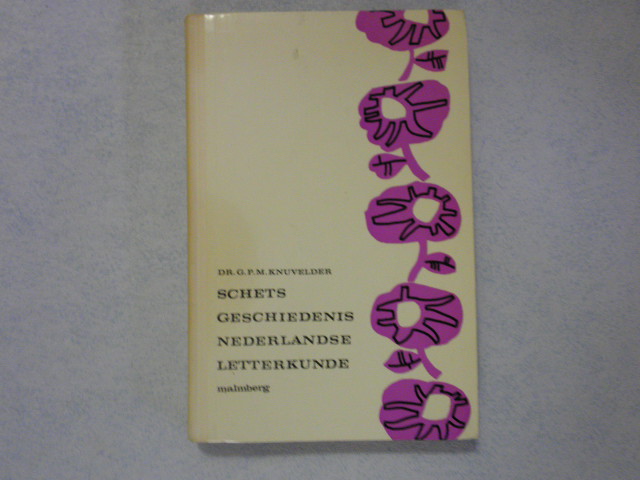 DR. G. P. M. KNUVELDER
SCHETS
GESCHIEDENIS
NEDERLANDSE
LETTERKUNDE
malmberg